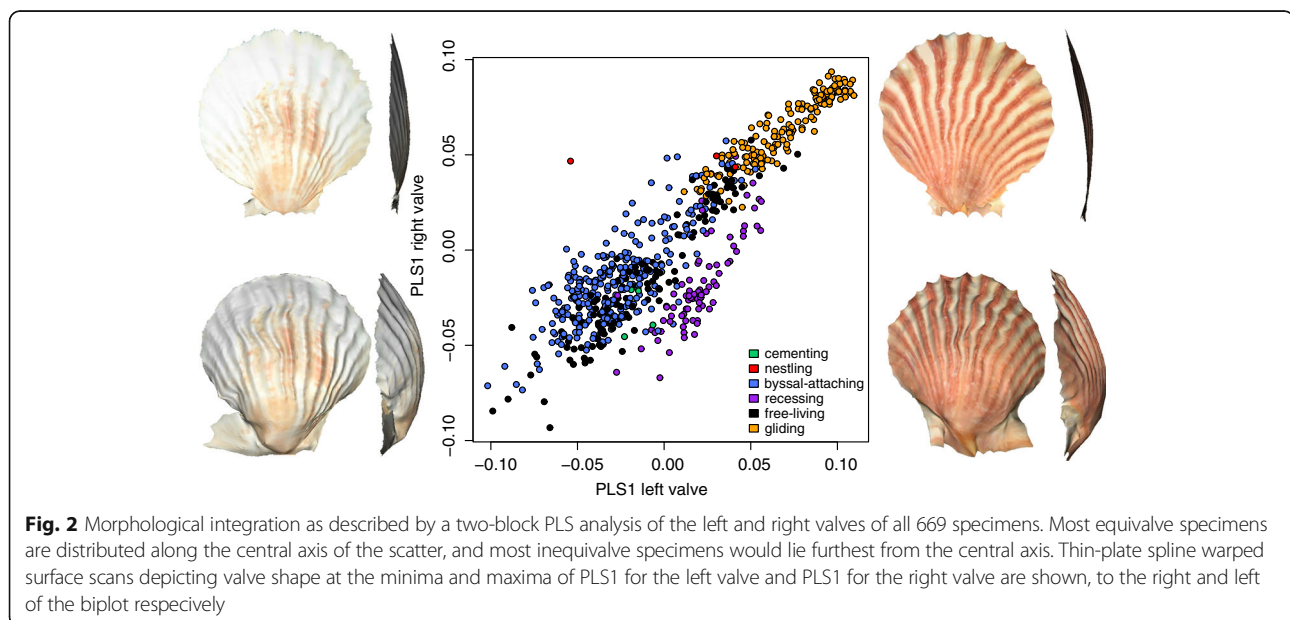 0.10
0.05
0.00
−0.05
−0.10
PLS1 right valve
cementing
nestling
byssal-attaching
recessing
free-living
gliding
−0.10 −0.05 0.00 0.05 0.10
PLS1 left valve
Fig. 2 Morphological integration as described by a two-block PLS analysis of the left and right valves of all 669 specimens. Most equivalve specimens
are distributed along the central axis of the scatter, and most inequivalve specimens would lie furthest from the central axis. Thin-plate spline warped
surface scans depicting valve shape at the minima and maxima of PLS1 for the left valve and PLS1 for the right valve are shown, to the right and left
of the biplot respecively